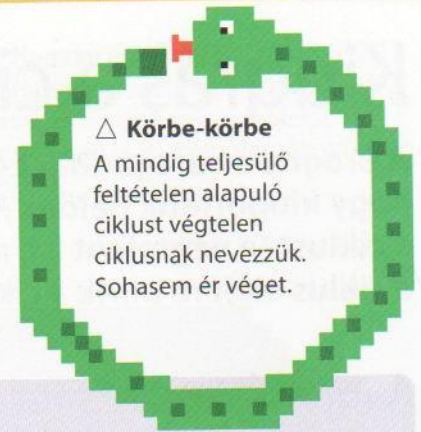 △ Körbe-körbe
A mindig teljesülő
feltételen alapuló
ciklust végtelen
ciklusnak nevezzük.
Sohasem ér véget.